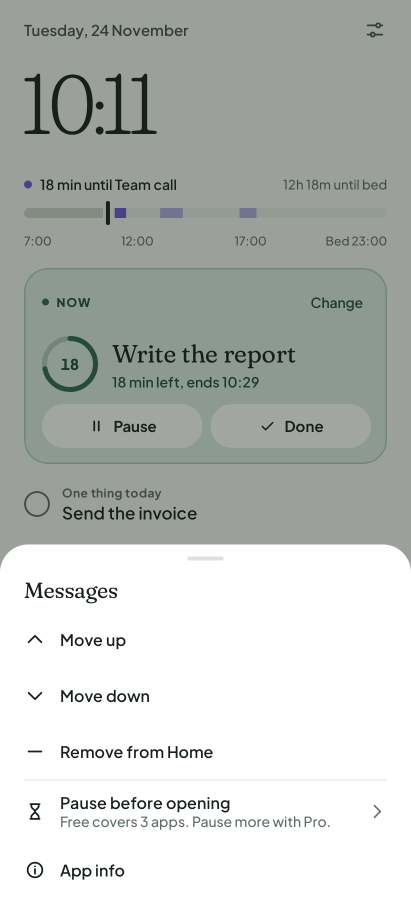 Tuesday, 24 November
10:11
18 min until Team call
12h 18m until bed
7:00
12:00
17:00
Bed 23:00
NOW
Change
18
Write the report
18 min left, ends 10:29
Pause
Done
One thing today
Send the invoice
Messages
Move up
Move down
Remove from Home
Pause before opening
Free covers 3 apps. Pause more with Pro.
App info